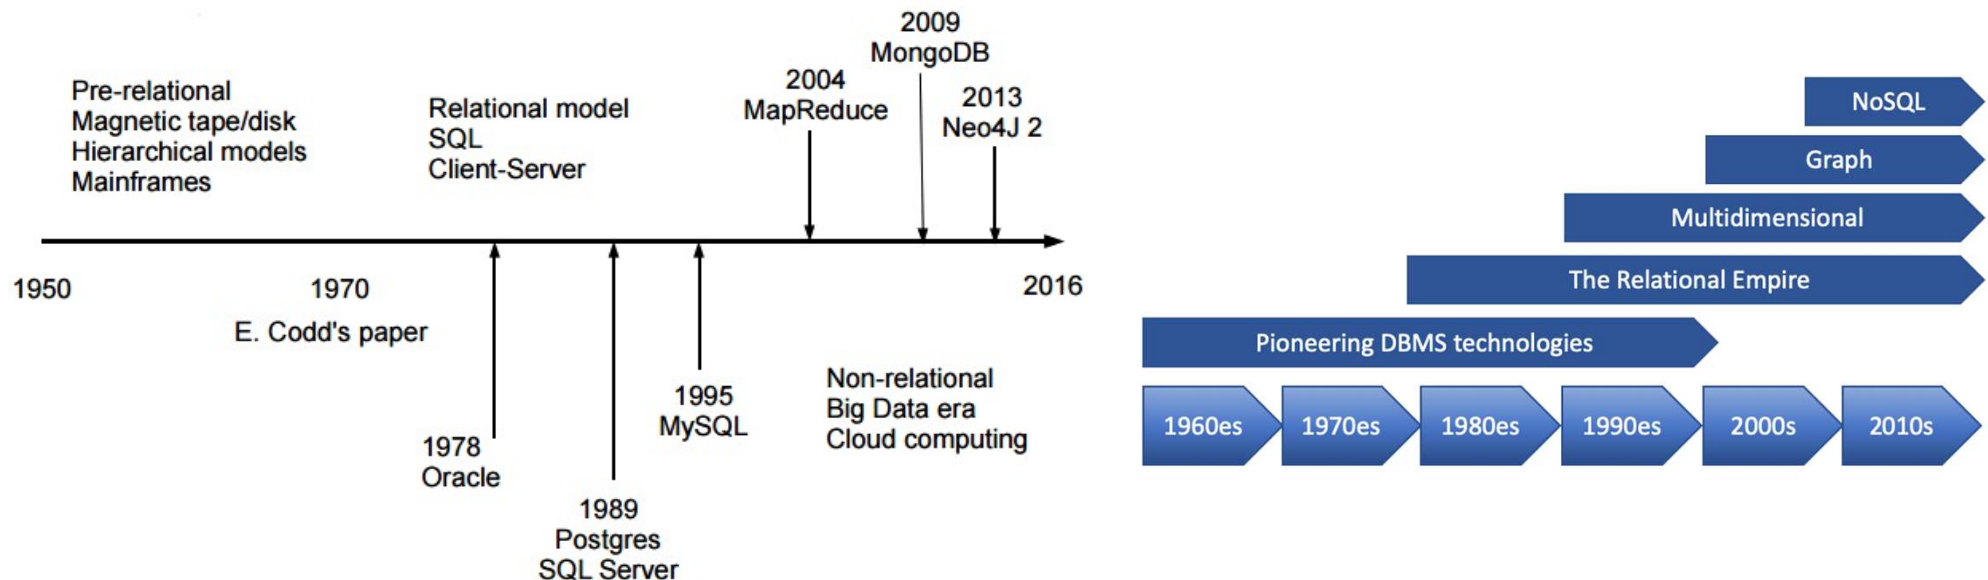 Pre-relational
Magnetic tape/disk
Hierarchical models
Mainframes
Relational model
SQL
Client-Server
2004
MapReduce
2009
MongoDB
2013
Neo4J 2
1950
1970
2016
E. Codd's paper
1978
Oracle
1989
Postgres
SQL Server
1995
MySQL
Non-relational
Big Data era
Cloud computing
NoSQL
Graph
Multidimensional
The Relational Empire
Pioneering DBMS technologies
1960es
1970es
1980es
1990es
2000s
2010s